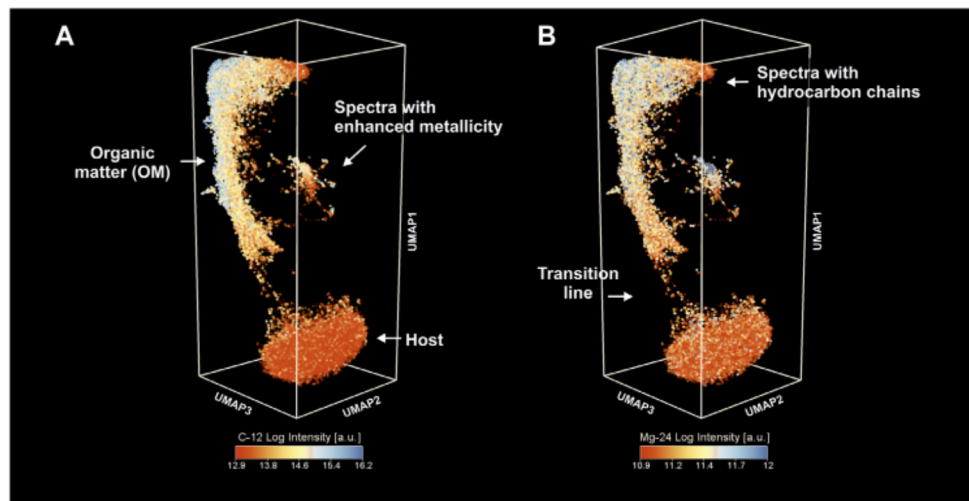 A
Spectra with
enhanced metallicity
Organic
matter (OM)
UMAP1
Host
UMAP3
UMAP2
C-12 Log Intensity [a.u.]
12.9 13.8 14.6 15.4 16.2
B
Spectra with
hydrocarbon chains
UMAP1
Transition
line
UMAP3
UMAP2
Mg-24 Log Intensity [a.u.]
10.9 11.2 11.4 11.7 12